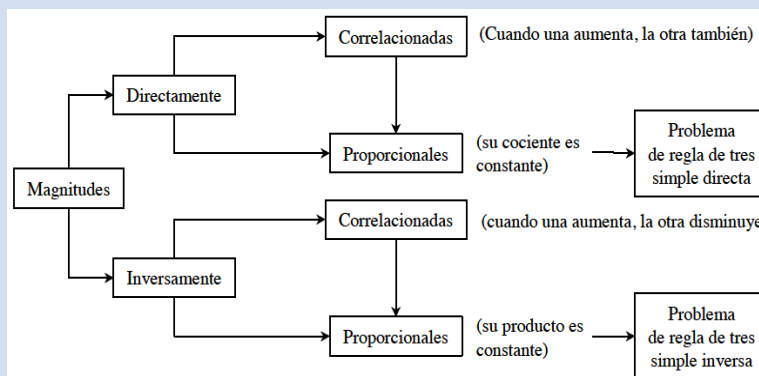 Correlacionadas
(Cuando una aumenta, la otra también)
Directamente
Proporcionales
(su cociente es
constante)
Problema
de regla de tres
simple directa
Magnitudes
Correlacionadas
(cuando una aumenta, la otra disminuye
Inversamente
Proporcionales
(su producto es
constante)
Problema
de regla de tres
simple inversa